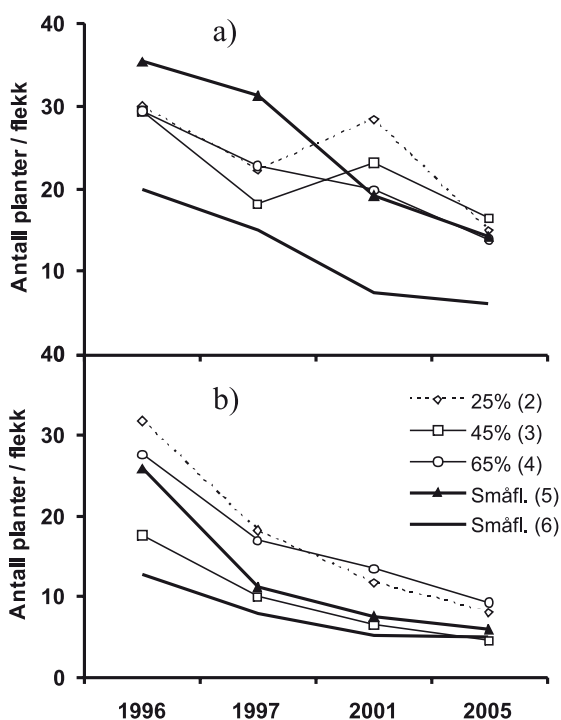 40
a)
30
20
10
40
Antall planter / flekk
b)
25% (2)
45% (3)
65% (4)
Småfl. (5)
Småfl. (6)
30
20
10
0
Antall planter / flekk
1996 1997 2001 2005